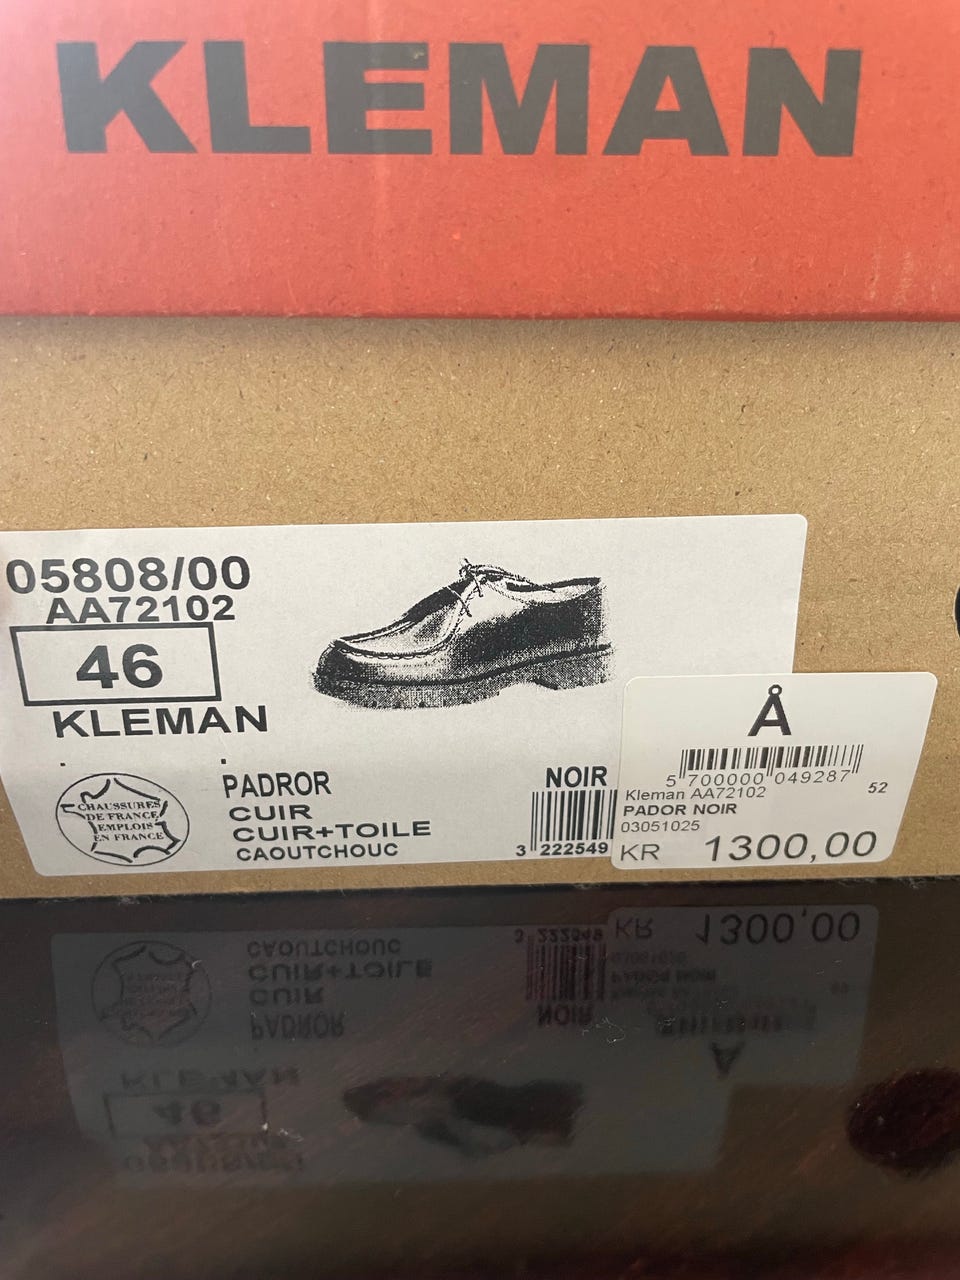 KLEMAN
05808/00
AA72102
46
KLEMAN
CHAUSSURES
DE FRANCE
EMPLOIS
EN FRANCE
PADROR
CUIR
CUIR+TOILE
CAOUTCHOUC
NOIR
3 222549
Å
5 700000 049287
52
Kleman AA72102
PADOR NOIR
03051025
KR 1300,00